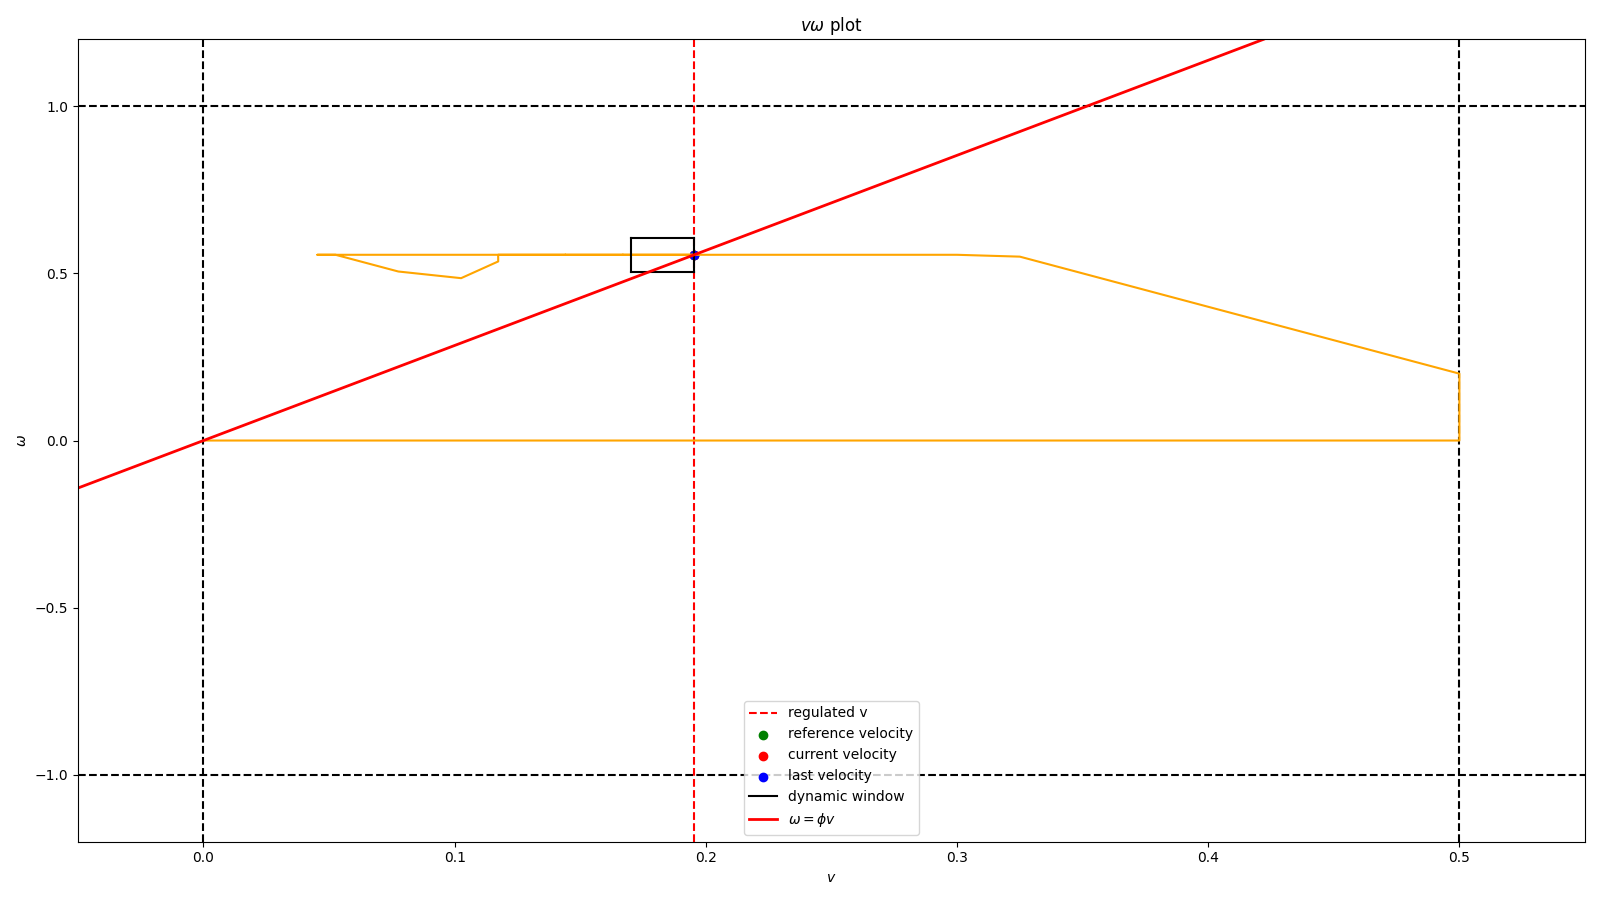 vω plot
1.0
0.5
0.0
−0.5
−1.0
ω
regulated v
reference velocity
current velocity
last velocity
dynamic window
ω = ϕv
0.0 0.1 0.2 0.3 0.4 0.5
v